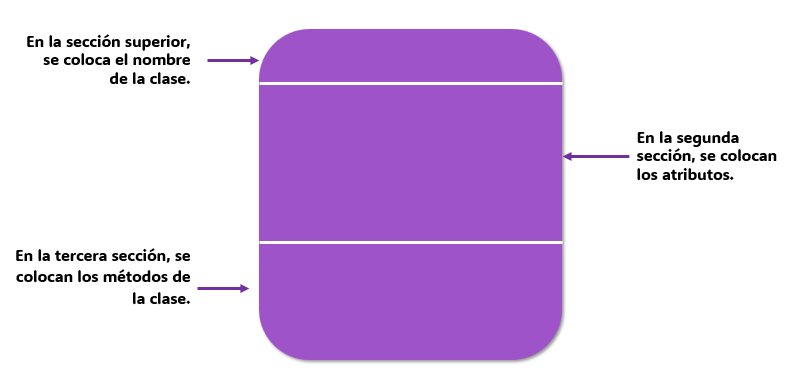 En la sección superior,
se coloca el nombre
de la clase.
En la segunda
sección, se colocan
los atributos.
En la tercera sección, se
colocan los métodos de
la clase.